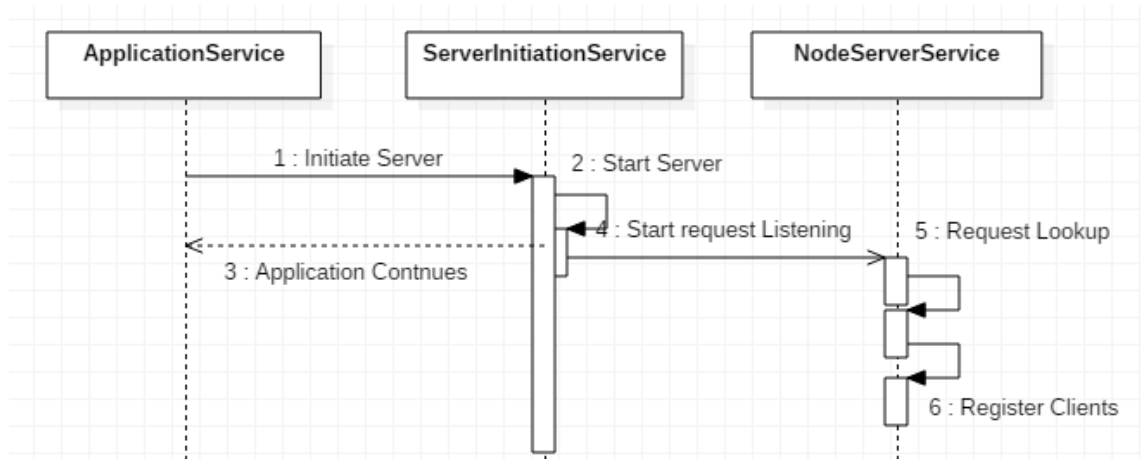 ApplicationService
ServerInitiationService
NodeServerService
1 : Initiate Server
2 : Start Server
4 : Start request Listening
5 : Request Lookup
3 : Application Contnues
6 : Register Clients